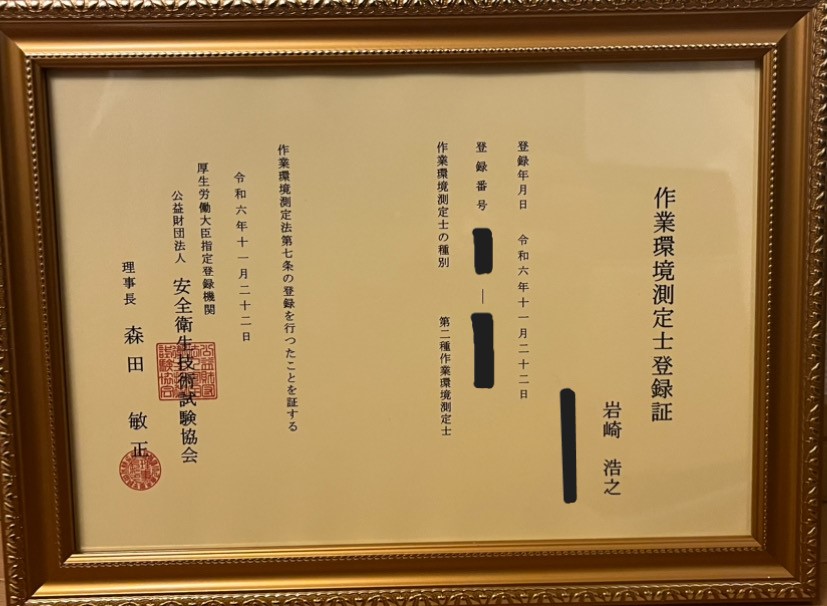 作業環境測定士登録証
岩崎 浩之
登録年月日 令和六年十一月二十二日
登録番号 ―
作業環境測定士の種別 第二種作業環境測定士
作業環境測定法第七条の登録を行つたことを証する
令和六年十一月二十二日
厚生労働大臣指定登録機関
公益財団法人 安全衛生技術試験協会
理事長 森田 敏正